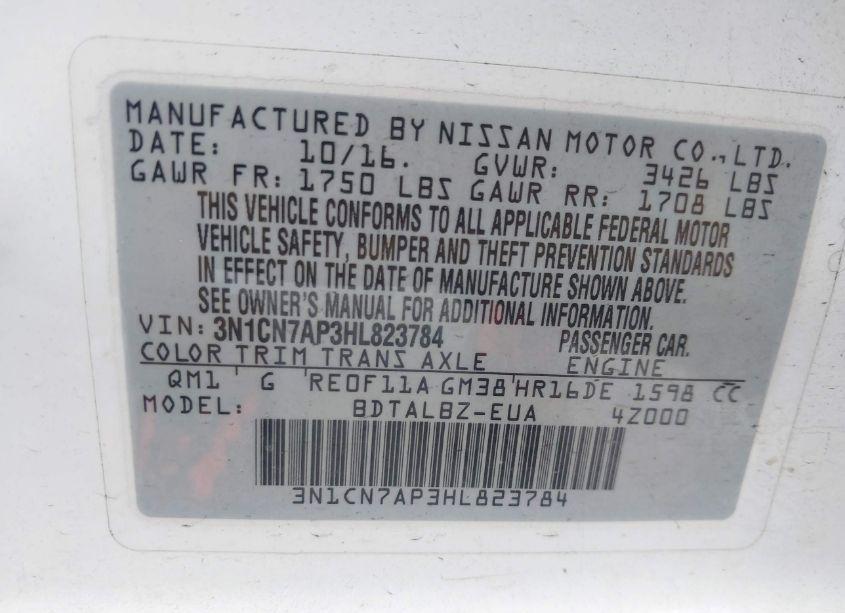 MANUFACTURED BY NISSAN MOTOR CO.,LTD.
DATE: 10/16. GVWR: 3426 LBS
GAWR FR: 1750 LBS GAWR RR: 1708 LBS
THIS VEHICLE CONFORMS TO ALL APPLICABLE FEDERAL MOTOR
VEHICLE SAFETY, BUMPER AND THEFT PREVENTION STANDARDS
IN EFFECT ON THE DATE OF MANUFACTURE SHOWN ABOVE.
SEE OWNER'S MANUAL FOR ADDITIONAL INFORMATION.
VIN: 3N1CN7AP3HL823784 PASSENGER CAR.
COLOR TRIM TRANS AXLE ENGINE
QM1 G RE0F11A GM38 HR16DE 1598 CC
MODEL: BDTALBZ-EUA 4Z000
3N1CN7AP3HL823784